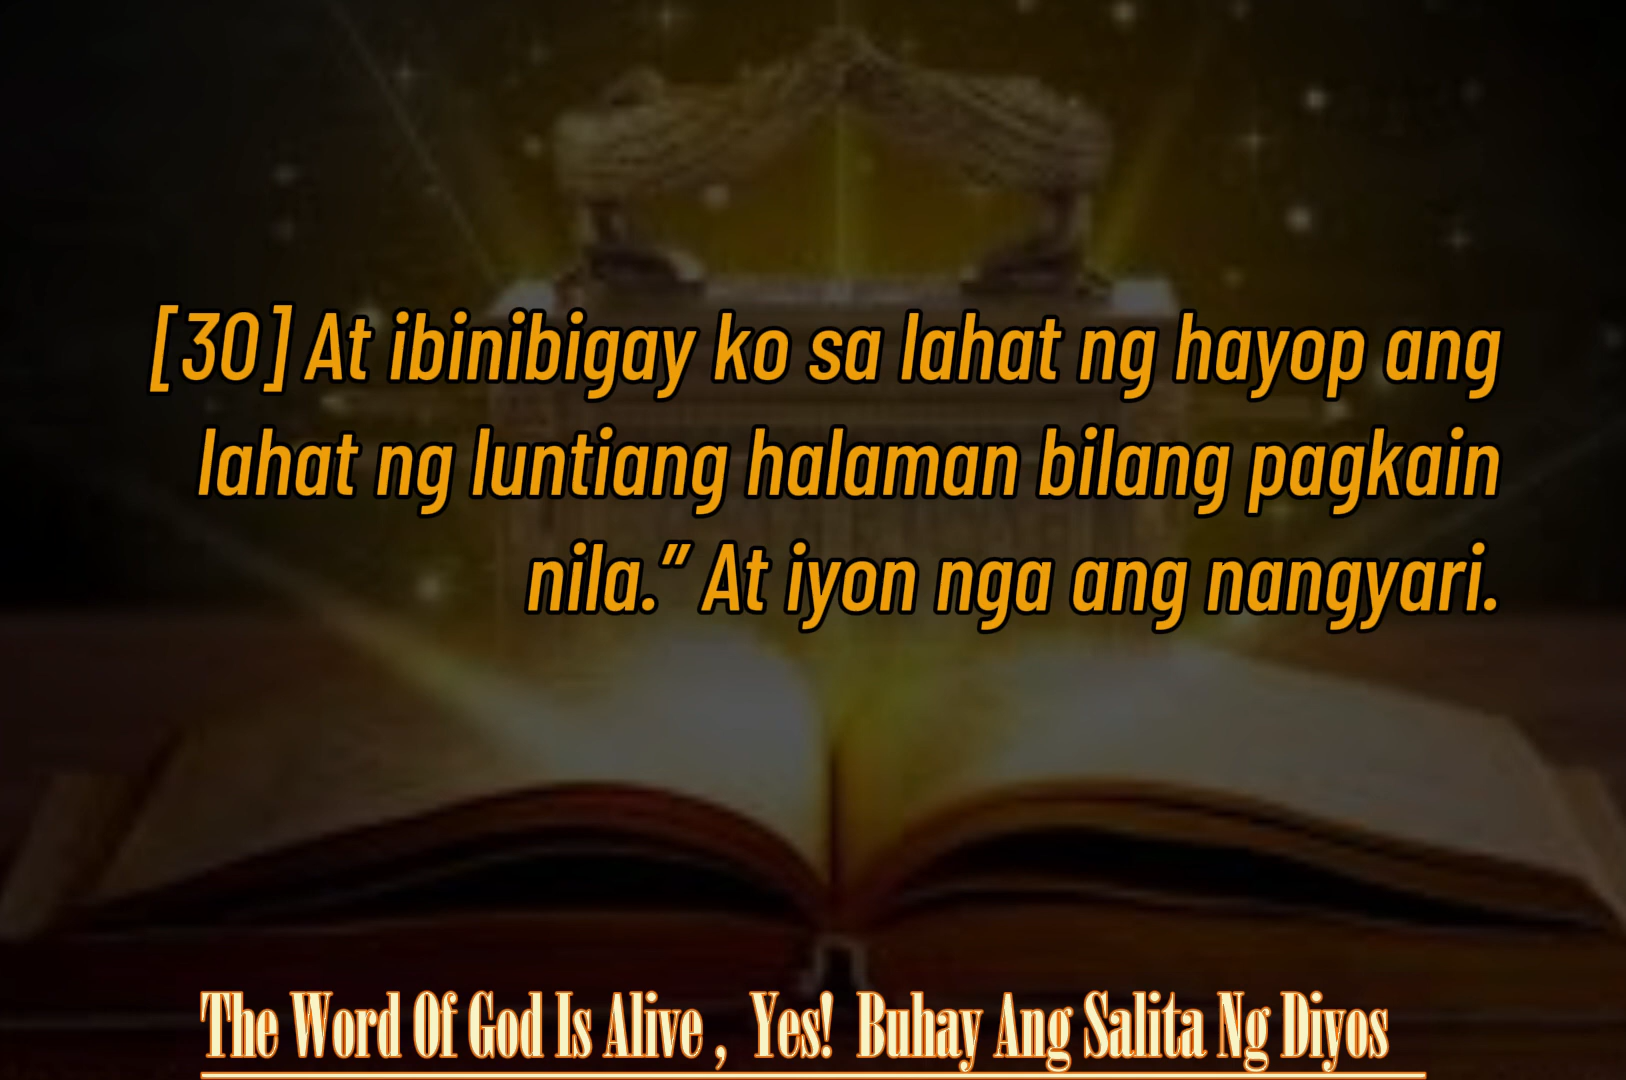 [30] At ibinibigay ko sa lahat ng hayop ang
lahat ng luntiang halaman bilang pagkain
nila.” At iyon nga ang nangyari.
The Word Of God Is Alive , Yes! Buhay Ang Salita Ng Diyos